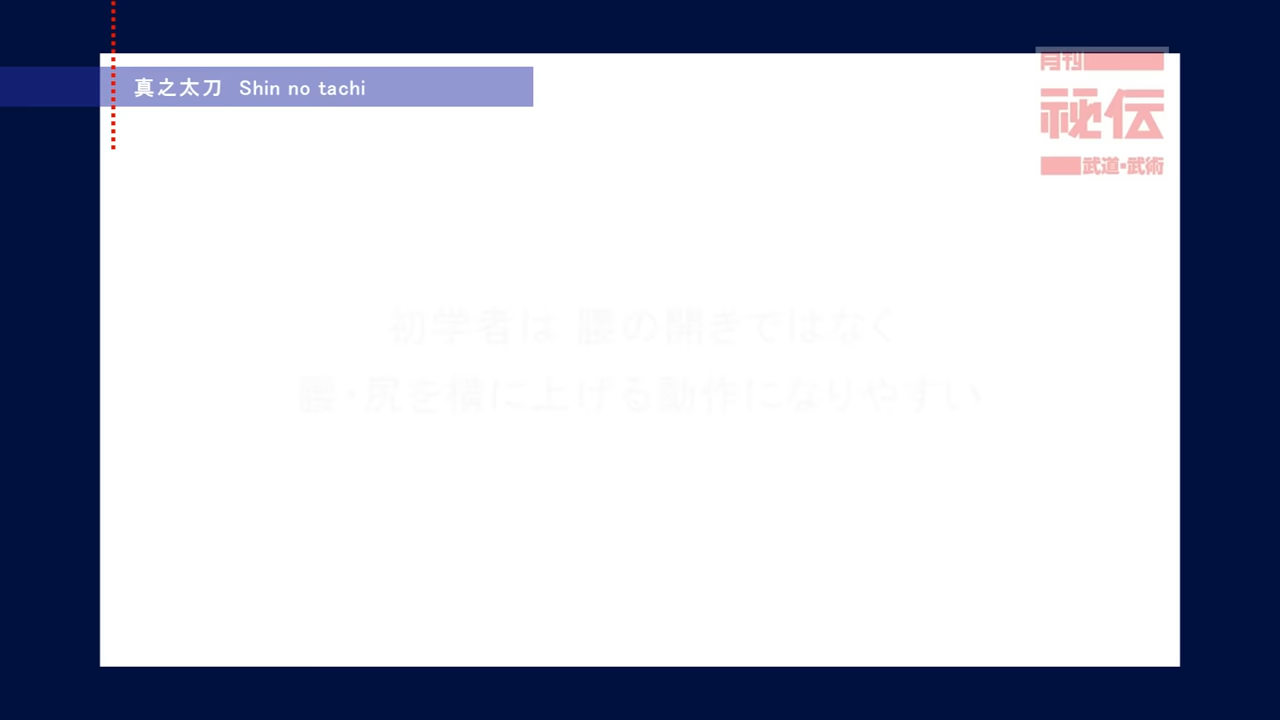 真之太刀 Shin no tachi
月刊
秘伝
武道・武術
初学者は 腰の開きではなく
腰・尻を横に上げる動作になりやすい